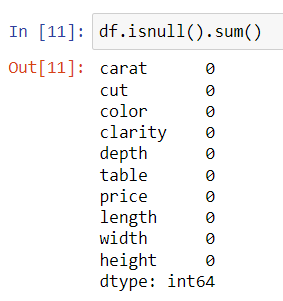 In [11]: df.isnull().sum()
Out[11]: carat 0
cut 0
color 0
clarity 0
depth 0
table 0
price 0
length 0
width 0
height 0
dtype: int64